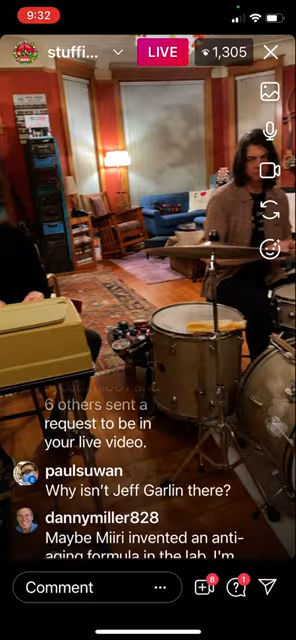 9:32
stuffi...
LIVE
1,305
6 others sent a
request to be in
your live video.
paulsuwan
Why isn't Jeff Garlin there?
dannymiller828
Maybe Miiri invented an anti-
aging formula in the lab. I'm
Comment
8
1